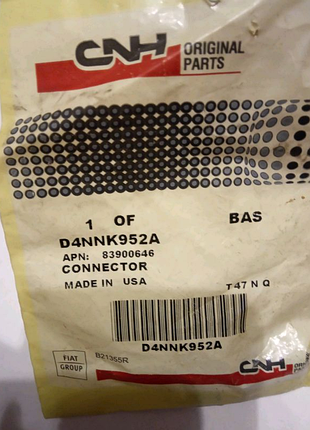 CNH ORIGINAL
PARTS
1 OF BAS
D4NNK952A
APN: 83900646
CONNECTOR
MADE IN USA T47 N Q
D4NNK952A
FIAT
GROUP
B21355R
CNH